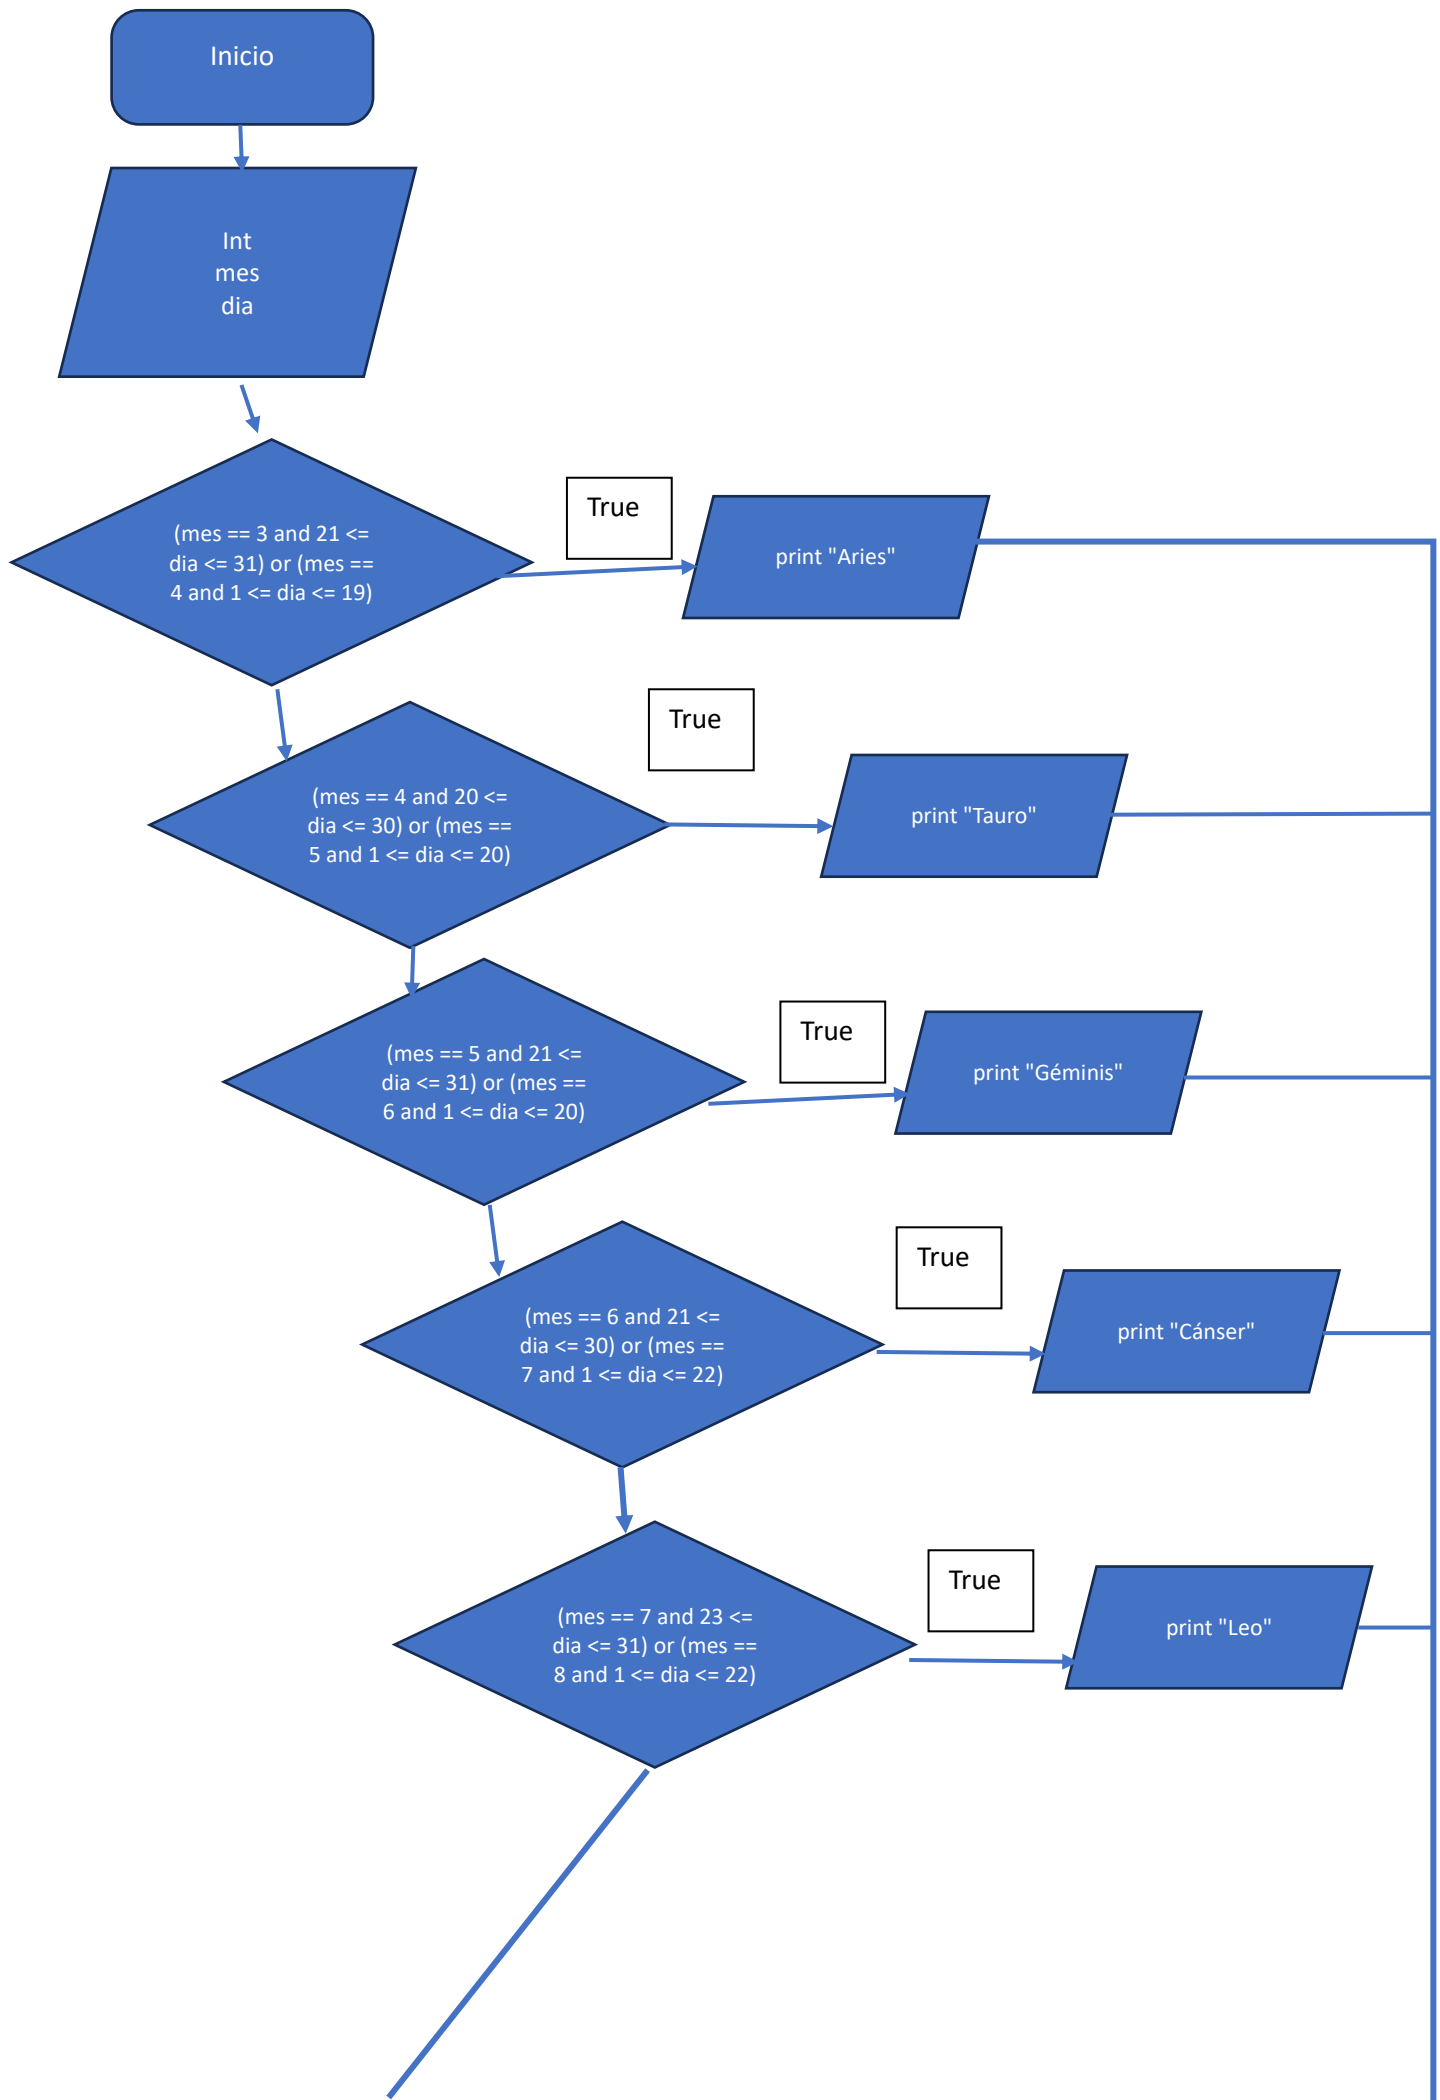 Inicio
Int
mes
dia
(mes == 3 and 21 <=
dia <= 31) or (mes ==
4 and 1 <= dia <= 19)
True
print "Aries"
(mes == 4 and 20 <=
dia <= 30) or (mes ==
5 and 1 <= dia <= 20)
True
print "Tauro"
(mes == 5 and 21 <=
dia <= 31) or (mes ==
6 and 1 <= dia <= 20)
True
print "Géminis"
(mes == 6 and 21 <=
dia <= 30) or (mes ==
7 and 1 <= dia <= 22)
True
print "Cánser"
(mes == 7 and 23 <=
dia <= 31) or (mes ==
8 and 1 <= dia <= 22)
True
print "Leo"